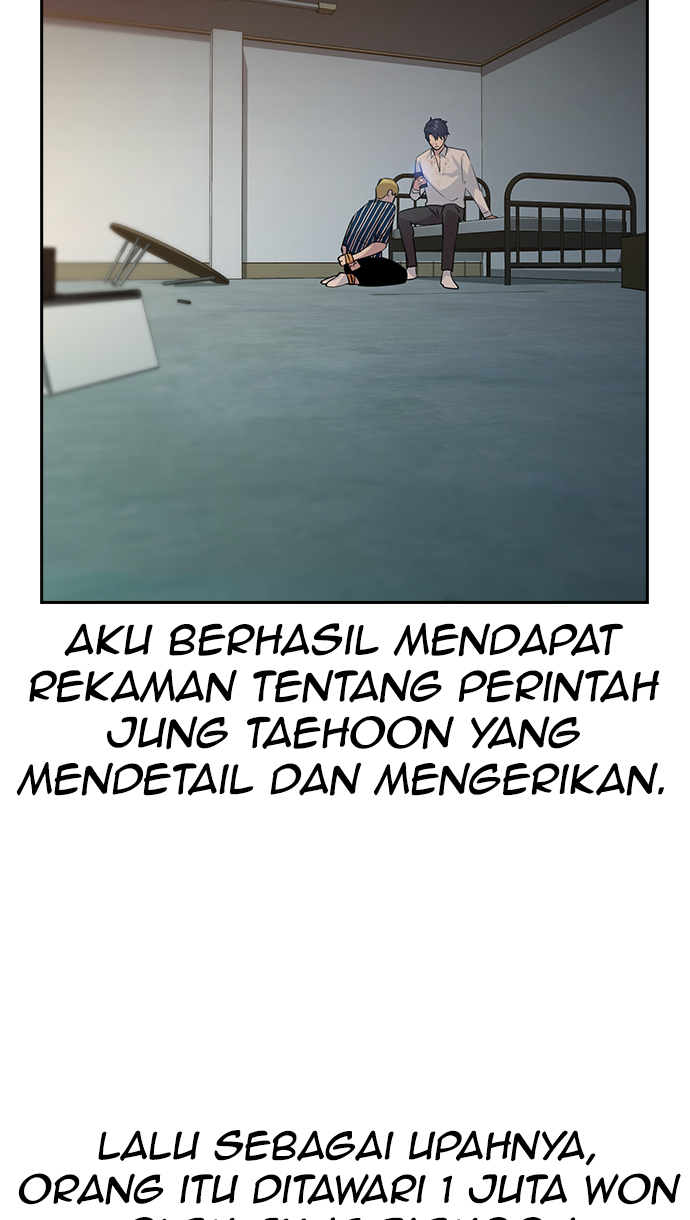 AKU BERHASIL MENDAPAT
REKAMAN TENTANG PERINTAH
JUNG TAEHOON YANG
MENDETAIL DAN MENGERIKAN.
LALU SEBAGAI UPAHNYA,
ORANG ITU DITAWARI 1 JUTA WON